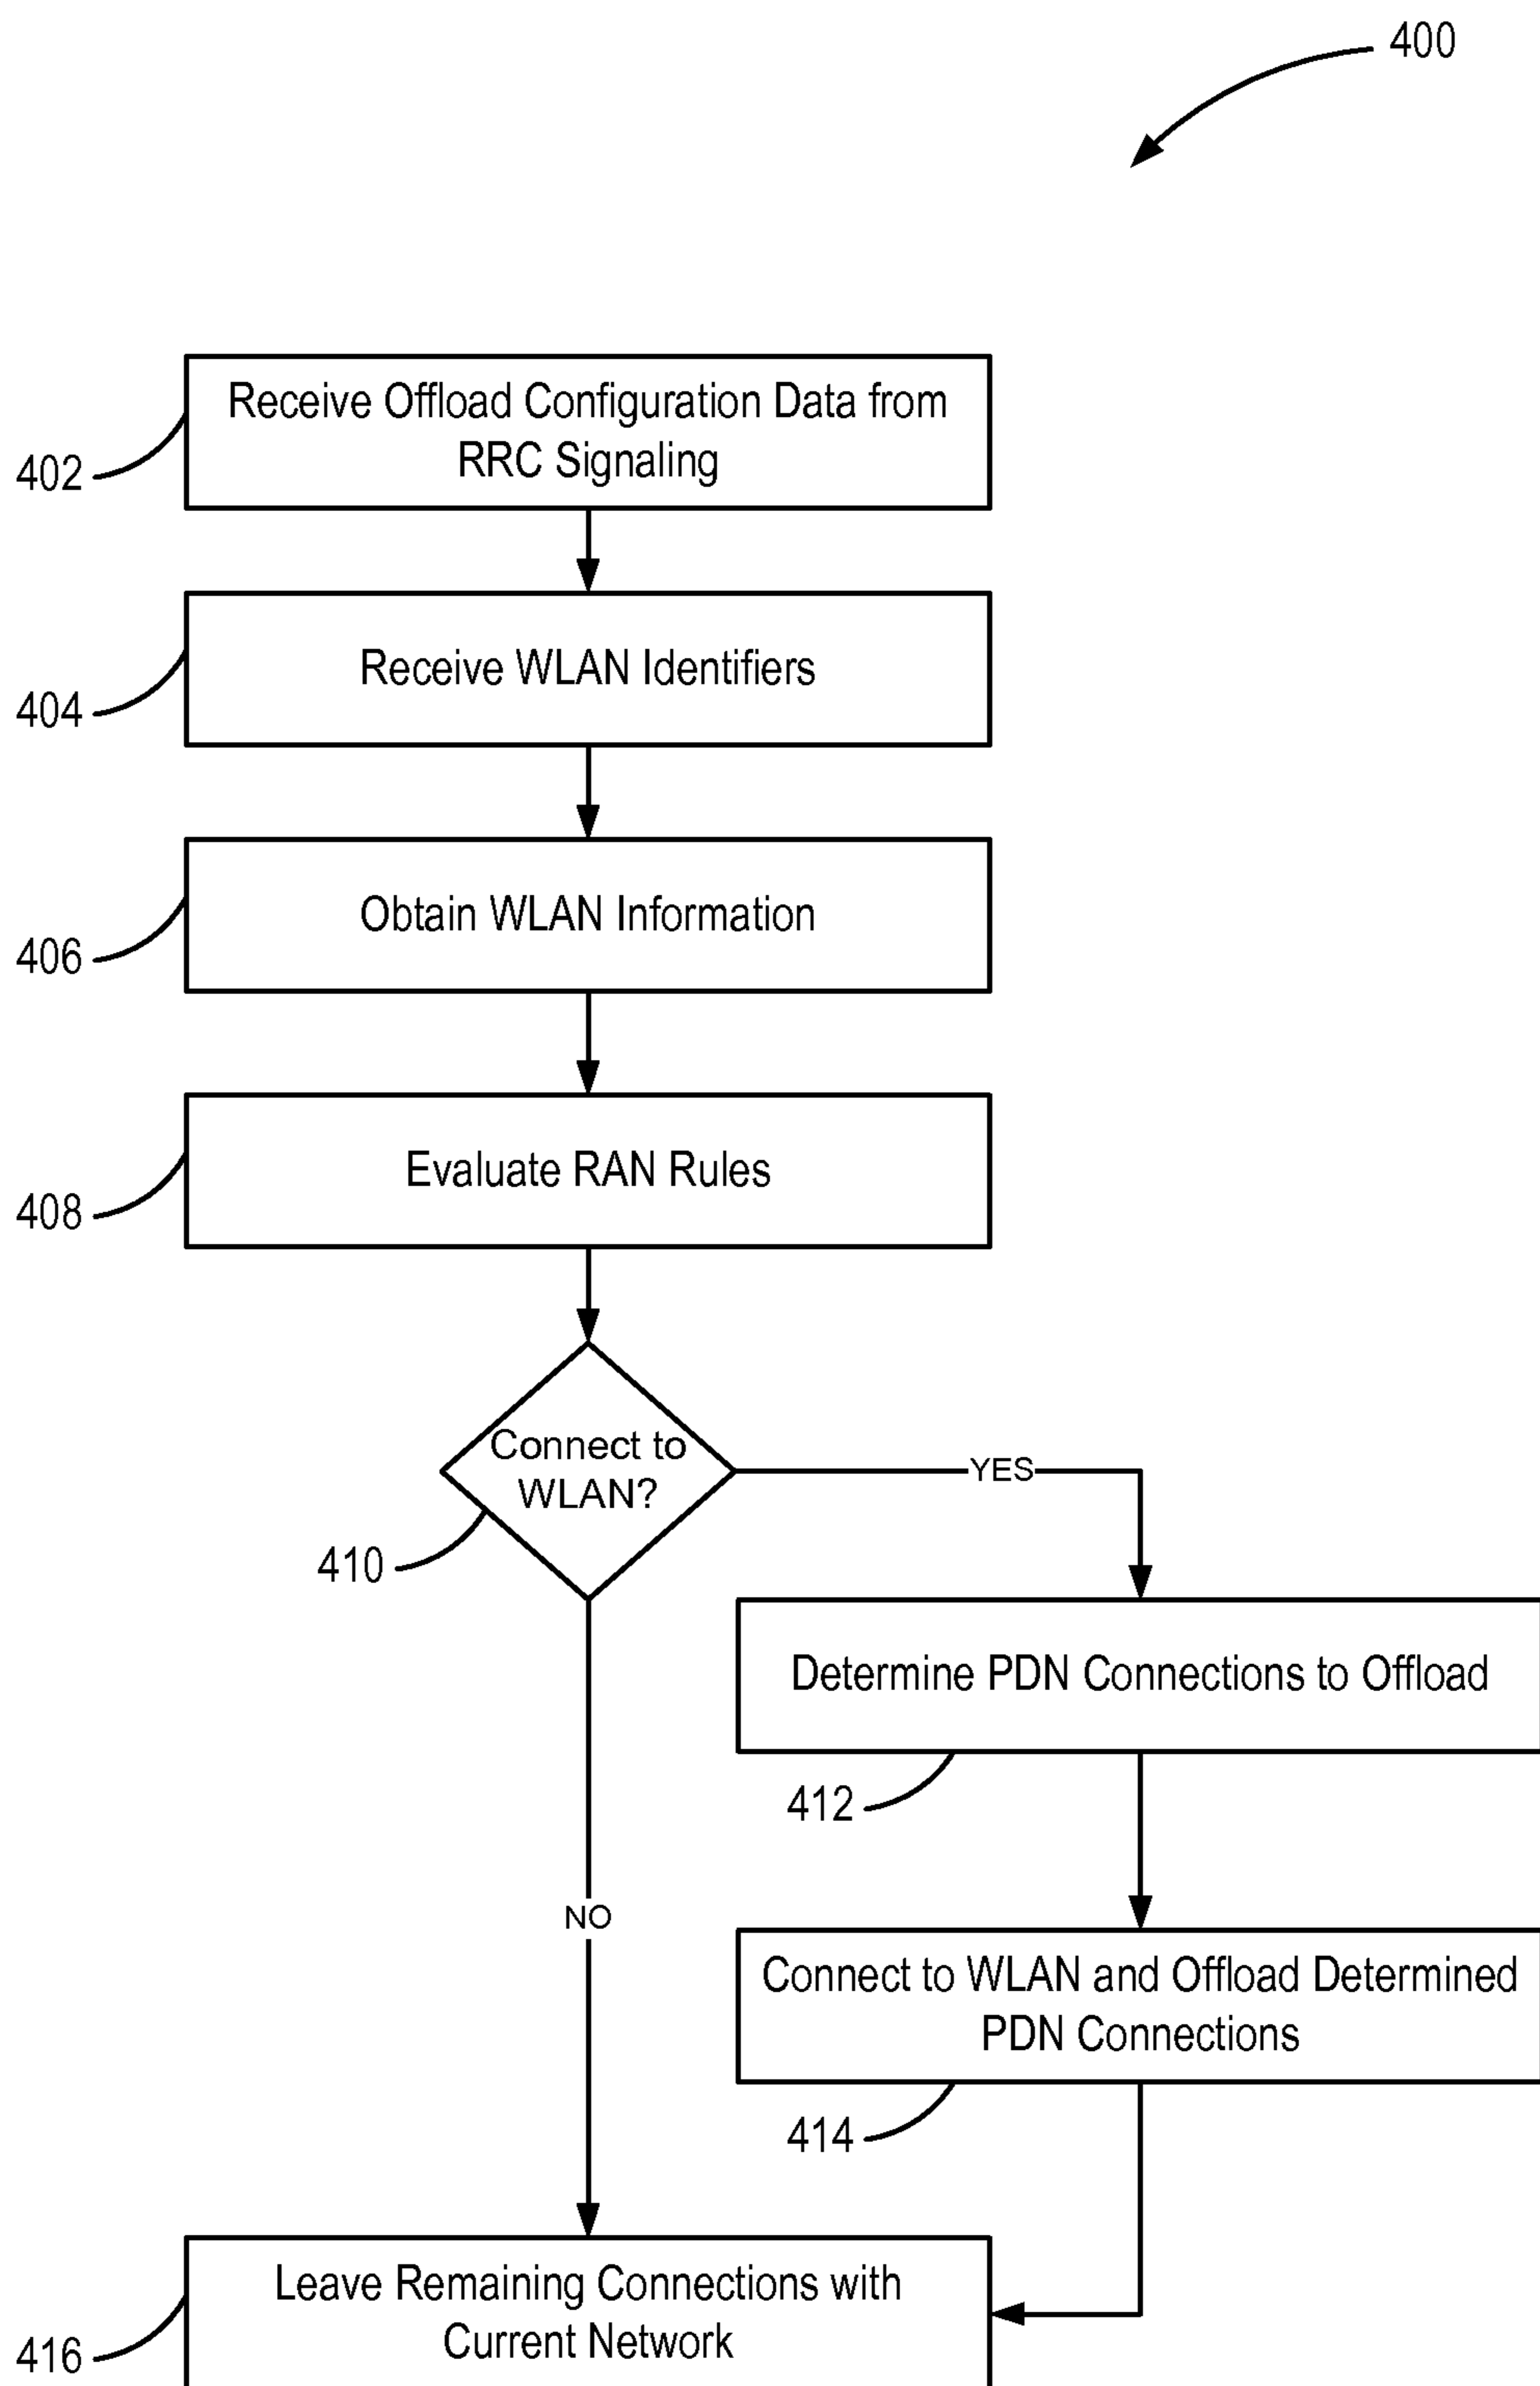 400
Receive Offload Configuration Data from
RRC Signaling
402
Receive WLAN Identifiers
404
Obtain WLAN Information
406
Evaluate RAN Rules
408
Connect to
WLAN?
YES
410
Determine PDN Connections to Offload
412
NO
Connect to WLAN and Offload Determined
PDN Connections
414
Leave Remaining Connections with
Current Network
416